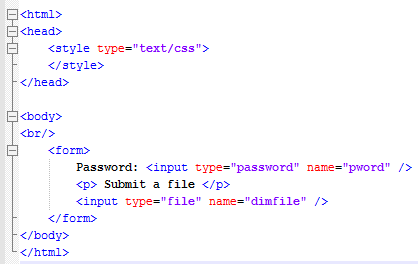 <html>
<head>
<style type="text/css">
</style>
</head>
<body>
<br/>
<form>
Password: <input type="password" name="pword" />
<p> Submit a file </p>
<input type="file" name="dimfile" />
</form>
</body>
</html>